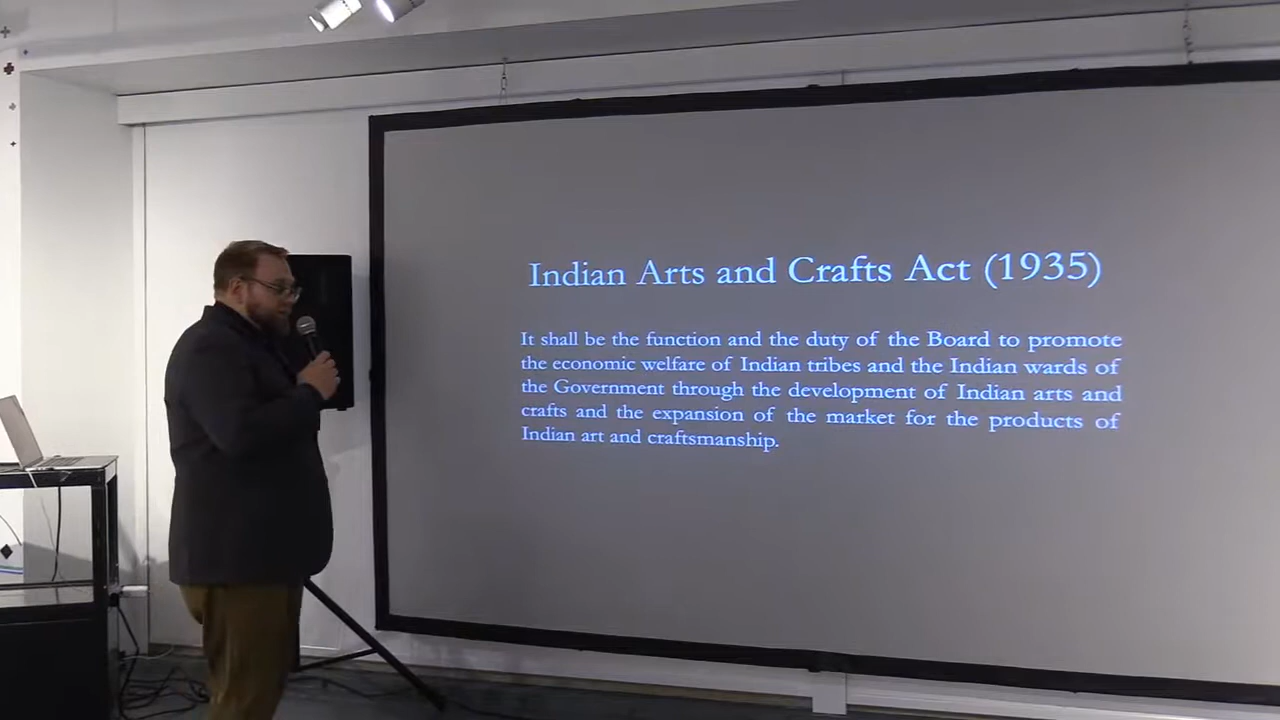 Indian Arts and Crafts Act (1935)
It shall be the function and the duty of the Board to promote
the economic welfare of Indian tribes and the Indian wards of
the Government through the development of Indian arts and
crafts and the expansion of the market for the products of
Indian art and craftsmanship.